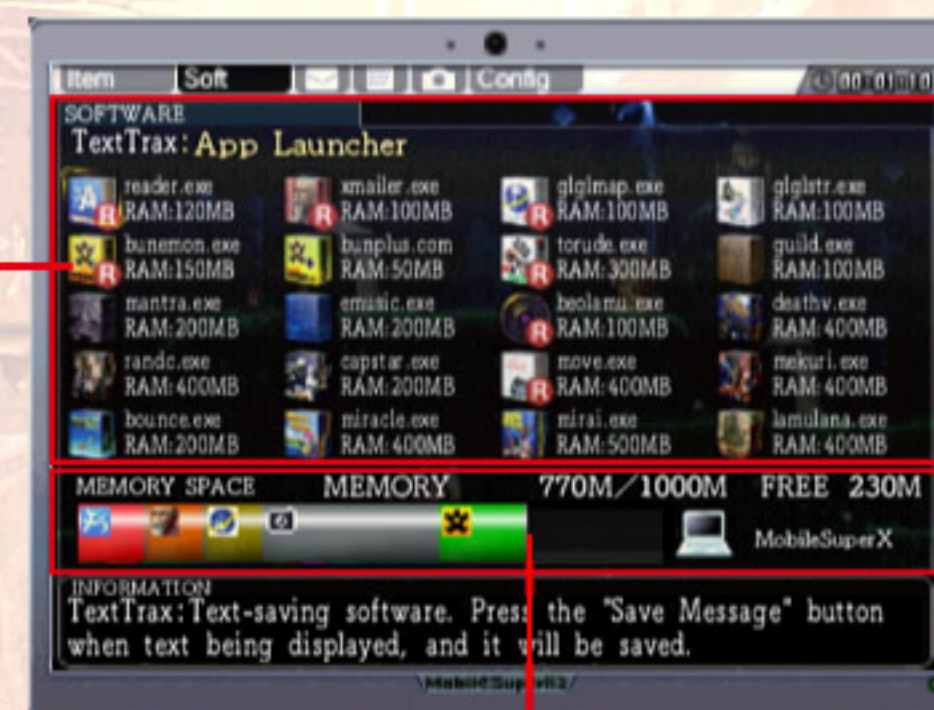 Item Soft Config 00:01:10
SOFTWARE
TextTrax: App Launcher
reader.exe xmailer.exe glglmap.exe glglstr.exe
RAM:120MB RAM:100MB RAM:100MB RAM:100MB
bunemon.exe bunplus.com torude.exe guild.exe
RAM:150MB RAM:50MB RAM:300MB RAM:100MB
mantra.exe emusic.exe beolamu.exe deathv.exe
RAM:200MB RAM:200MB RAM:100MB RAM:400MB
randc.exe capstar.exe move.exe mekuri.exe
RAM:400MB RAM:200MB RAM:400MB RAM:400MB
bounce.exe miracle.exe mirai.exe lamulana.exe
RAM:200MB RAM:400MB RAM:500MB RAM:400MB
MEMORY SPACE MEMORY 770M/1000M FREE 230M
MobileSuperX
INFORMATION
TextTrax:Text-saving software. Press the "Save Message" button
when text being displayed, and it will be saved.